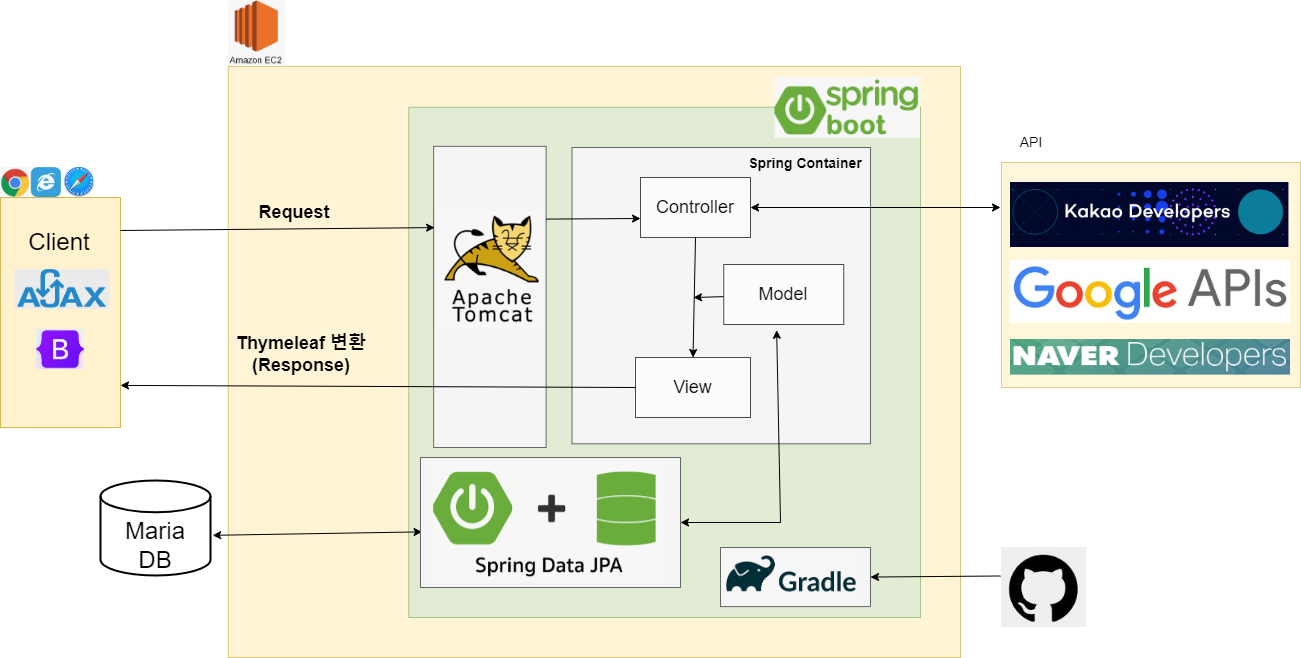 Amazon EC2
spring
boot
API
Spring Container
Client
AJAX
B
Request
Apache
Tomcat
Controller
Model
View
Kakao Developers
Google APIs
NAVER Developers
Thymeleaf 변환
(Response)
Maria
DB
+
Spring Data JPA
Gradle